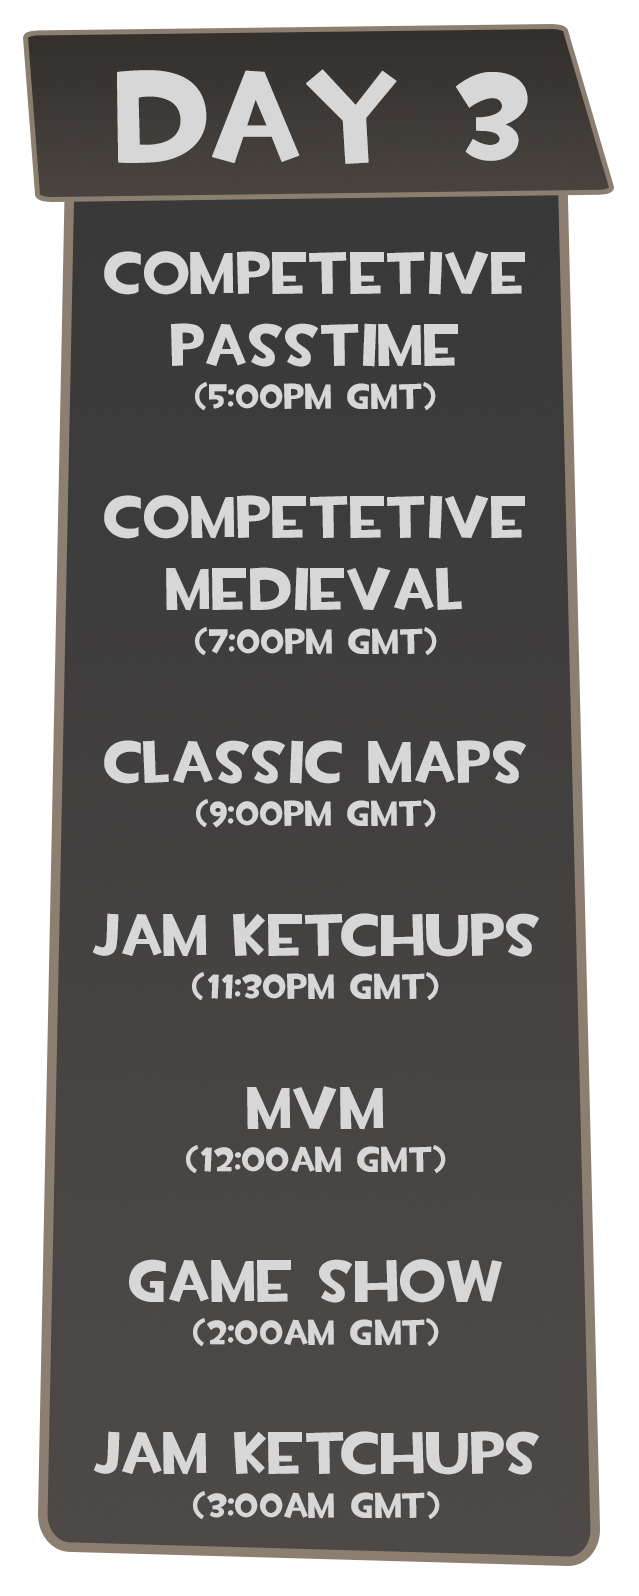 DAY 3
COMPETETIVE
PASSTIME
(5:00PM GMT)
COMPETETIVE
MEDIEVAL
(7:00PM GMT)
CLASSIC MAPS
(9:00PM GMT)
JAM KETCHUPS
(11:30PM GMT)
MVM
(12:00AM GMT)
GAME SHOW
(2:00AM GMT)
JAM KETCHUPS
(3:00AM GMT)